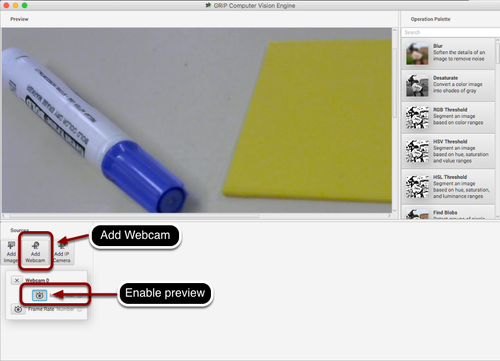 GRIP Computer Vision Engine
Preview
Operation Palette
Search
Blur
Soften the details of an
image to remove noise
Desaturate
Convert a color image
into shades of gray
RGB Threshold
Segment an image
based on color ranges
HSV Threshold
Segment an image
based on hue, saturation
and value ranges
HSL Threshold
Segment an image
based on hue, saturation,
and luminance ranges
Find Blobs
Sources
Add
Image
Add
Webcam
Add IP
Camera
Add Webcam
Webcam 0
Enable preview
Frame Rate Number